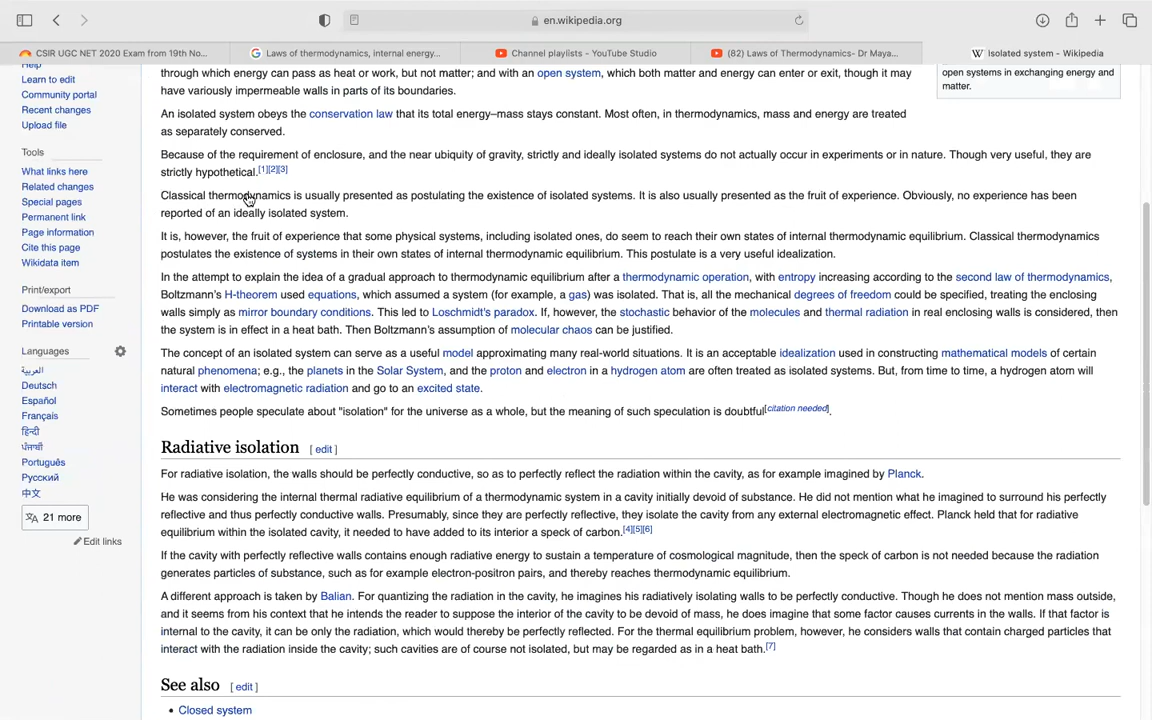 en.wikipedia.org
CSIR UGC NET 2020 Exam from 19th No...
Laws of thermodynamics, internal energy...
Channel playlists - YouTube Studio
(82) Laws of Thermodynamics- Dr Maya...
W Isolated system - Wikipedia
Help
Learn to edit
Community portal
Recent changes
Upload file
Tools
What links here
Related changes
Special pages
Permanent link
Page information
Cite this page
Wikidata item
Print/export
Download as PDF
Printable version
Languages
العربية
Deutsch
Español
Français
हिन्दी
ਪੰਜਾਬੀ
Português
Русский
中文
21 more
Edit links
through which energy can pass as heat or work, but not matter; and with an open system, which both matter and energy can enter or exit, though it may
have variously impermeable walls in parts of its boundaries.
open systems in exchanging energy and
matter.
An isolated system obeys the conservation law that its total energy–mass stays constant. Most often, in thermodynamics, mass and energy are treated
as separately conserved.
Because of the requirement of enclosure, and the near ubiquity of gravity, strictly and ideally isolated systems do not actually occur in experiments or in nature. Though very useful, they are
strictly hypothetical.[1][2][3]
Classical thermodynamics is usually presented as postulating the existence of isolated systems. It is also usually presented as the fruit of experience. Obviously, no experience has been
reported of an ideally isolated system.
It is, however, the fruit of experience that some physical systems, including isolated ones, do seem to reach their own states of internal thermodynamic equilibrium. Classical thermodynamics
postulates the existence of systems in their own states of internal thermodynamic equilibrium. This postulate is a very useful idealization.
In the attempt to explain the idea of a gradual approach to thermodynamic equilibrium after a thermodynamic operation, with entropy increasing according to the second law of thermodynamics,
Boltzmann's H-theorem used equations, which assumed a system (for example, a gas) was isolated. That is, all the mechanical degrees of freedom could be specified, treating the enclosing
walls simply as mirror boundary conditions. This led to Loschmidt's paradox. If, however, the stochastic behavior of the molecules and thermal radiation in real enclosing walls is considered, then
the system is in effect in a heat bath. Then Boltzmann's assumption of molecular chaos can be justified.
The concept of an isolated system can serve as a useful model approximating many real-world situations. It is an acceptable idealization used in constructing mathematical models of certain
natural phenomena; e.g., the planets in the Solar System, and the proton and electron in a hydrogen atom are often treated as isolated systems. But, from time to time, a hydrogen atom will
interact with electromagnetic radiation and go to an excited state.
Sometimes people speculate about "isolation" for the universe as a whole, but the meaning of such speculation is doubtful[citation needed].
Radiative isolation [ edit ]
For radiative isolation, the walls should be perfectly conductive, so as to perfectly reflect the radiation within the cavity, as for example imagined by Planck.
He was considering the internal thermal radiative equilibrium of a thermodynamic system in a cavity initially devoid of substance. He did not mention what he imagined to surround his perfectly
reflective and thus perfectly conductive walls. Presumably, since they are perfectly reflective, they isolate the cavity from any external electromagnetic effect. Planck held that for radiative
equilibrium within the isolated cavity, it needed to have added to its interior a speck of carbon.[4][5][6]
If the cavity with perfectly reflective walls contains enough radiative energy to sustain a temperature of cosmological magnitude, then the speck of carbon is not needed because the radiation
generates particles of substance, such as for example electron-positron pairs, and thereby reaches thermodynamic equilibrium.
A different approach is taken by Balian. For quantizing the radiation in the cavity, he imagines his radiatively isolating walls to be perfectly conductive. Though he does not mention mass outside,
and it seems from his context that he intends the reader to suppose the interior of the cavity to be devoid of mass, he does imagine that some factor causes currents in the walls. If that factor is
internal to the cavity, it can be only the radiation, which would thereby be perfectly reflected. For the thermal equilibrium problem, however, he considers walls that contain charged particles that
interact with the radiation inside the cavity; such cavities are of course not isolated, but may be regarded as in a heat bath.[7]
See also [ edit ]
• Closed system